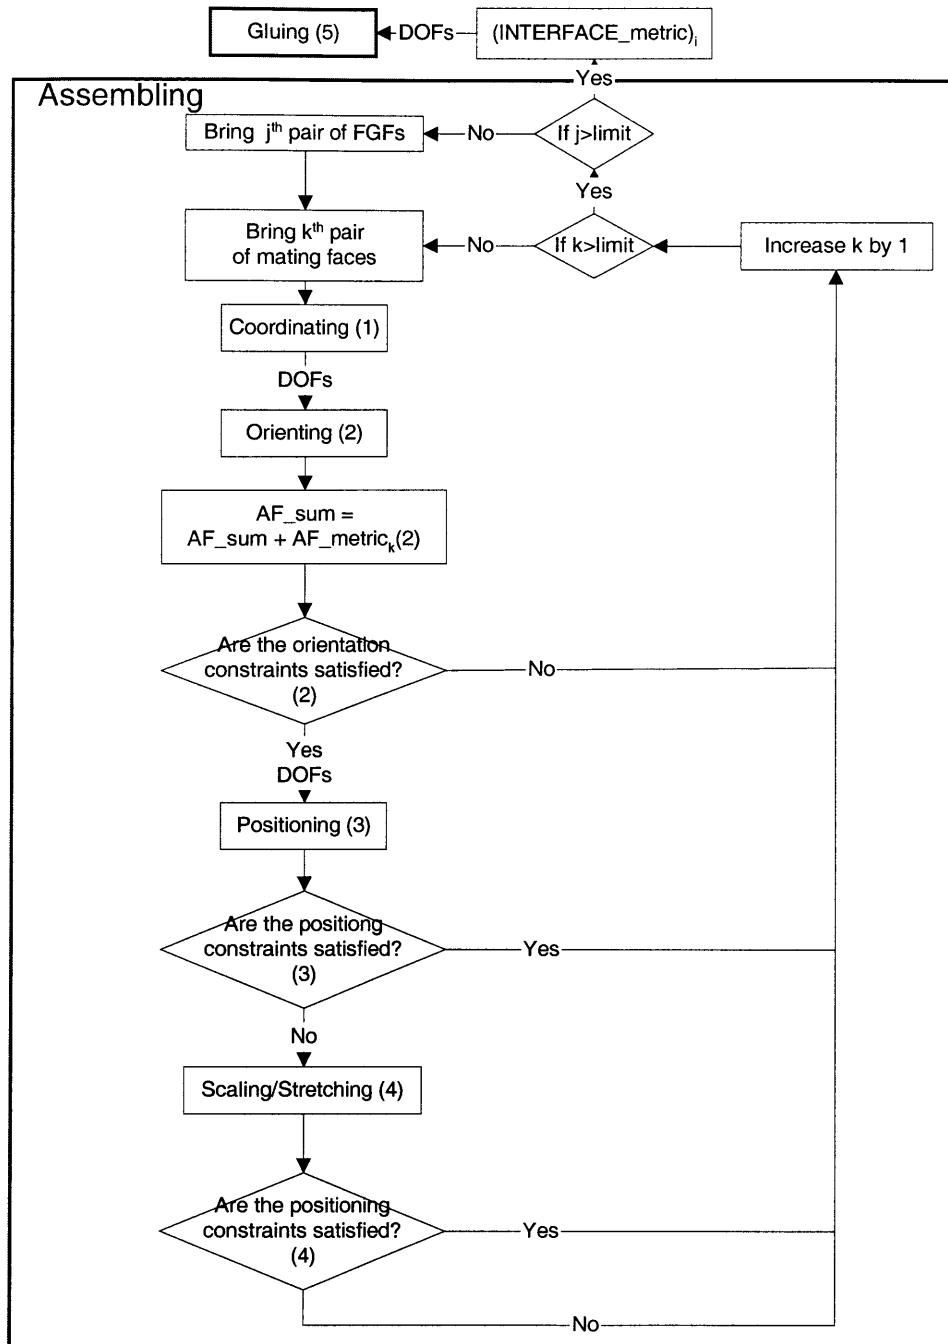 Gluing (5)
DOFs
(INTERFACE_metric)i
Yes
Assembling
Bring jth pair of FGFs
No
If j>limit
Yes
Bring kth pair
of mating faces
No
If k>limit
Increase k by 1
Coordinating (1)
DOFs
Orienting (2)
AF_sum =
AF_sum + AF_metrick(2)
Are the orientation
constraints satisfied?
(2)
No
Yes
DOFs
Positioning (3)
Are the positiong
constraints satisfied?
(3)
Yes
No
Scaling/Stretching (4)
Are the positioning
constraints satisfied?
(4)
Yes
No